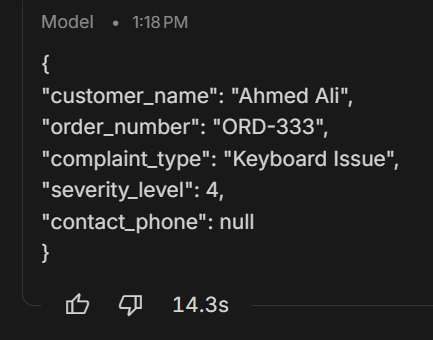 Model • 1:18 PM
{
"customer_name": "Ahmed Ali",
"order_number": "ORD-333",
"complaint_type": "Keyboard Issue",
"severity_level": 4,
"contact_phone": null
}
14.3s